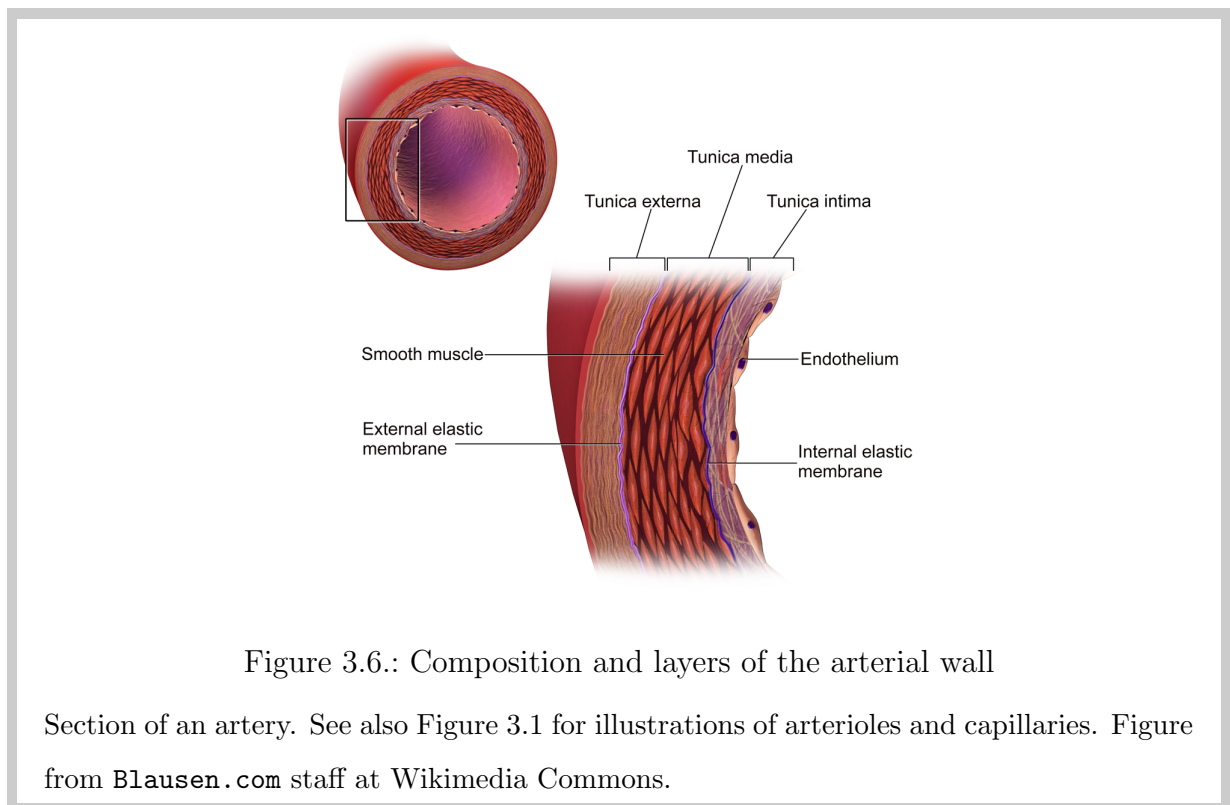 Tunica media
Tunica externa
Tunica intima
Smooth muscle
Endothelium
External elastic
membrane
Internal elastic
membrane
Figure 3.6.: Composition and layers of the arterial wall
Section of an artery. See also Figure 3.1 for illustrations of arterioles and capillaries. Figure
from Blausen.com staff at Wikimedia Commons.